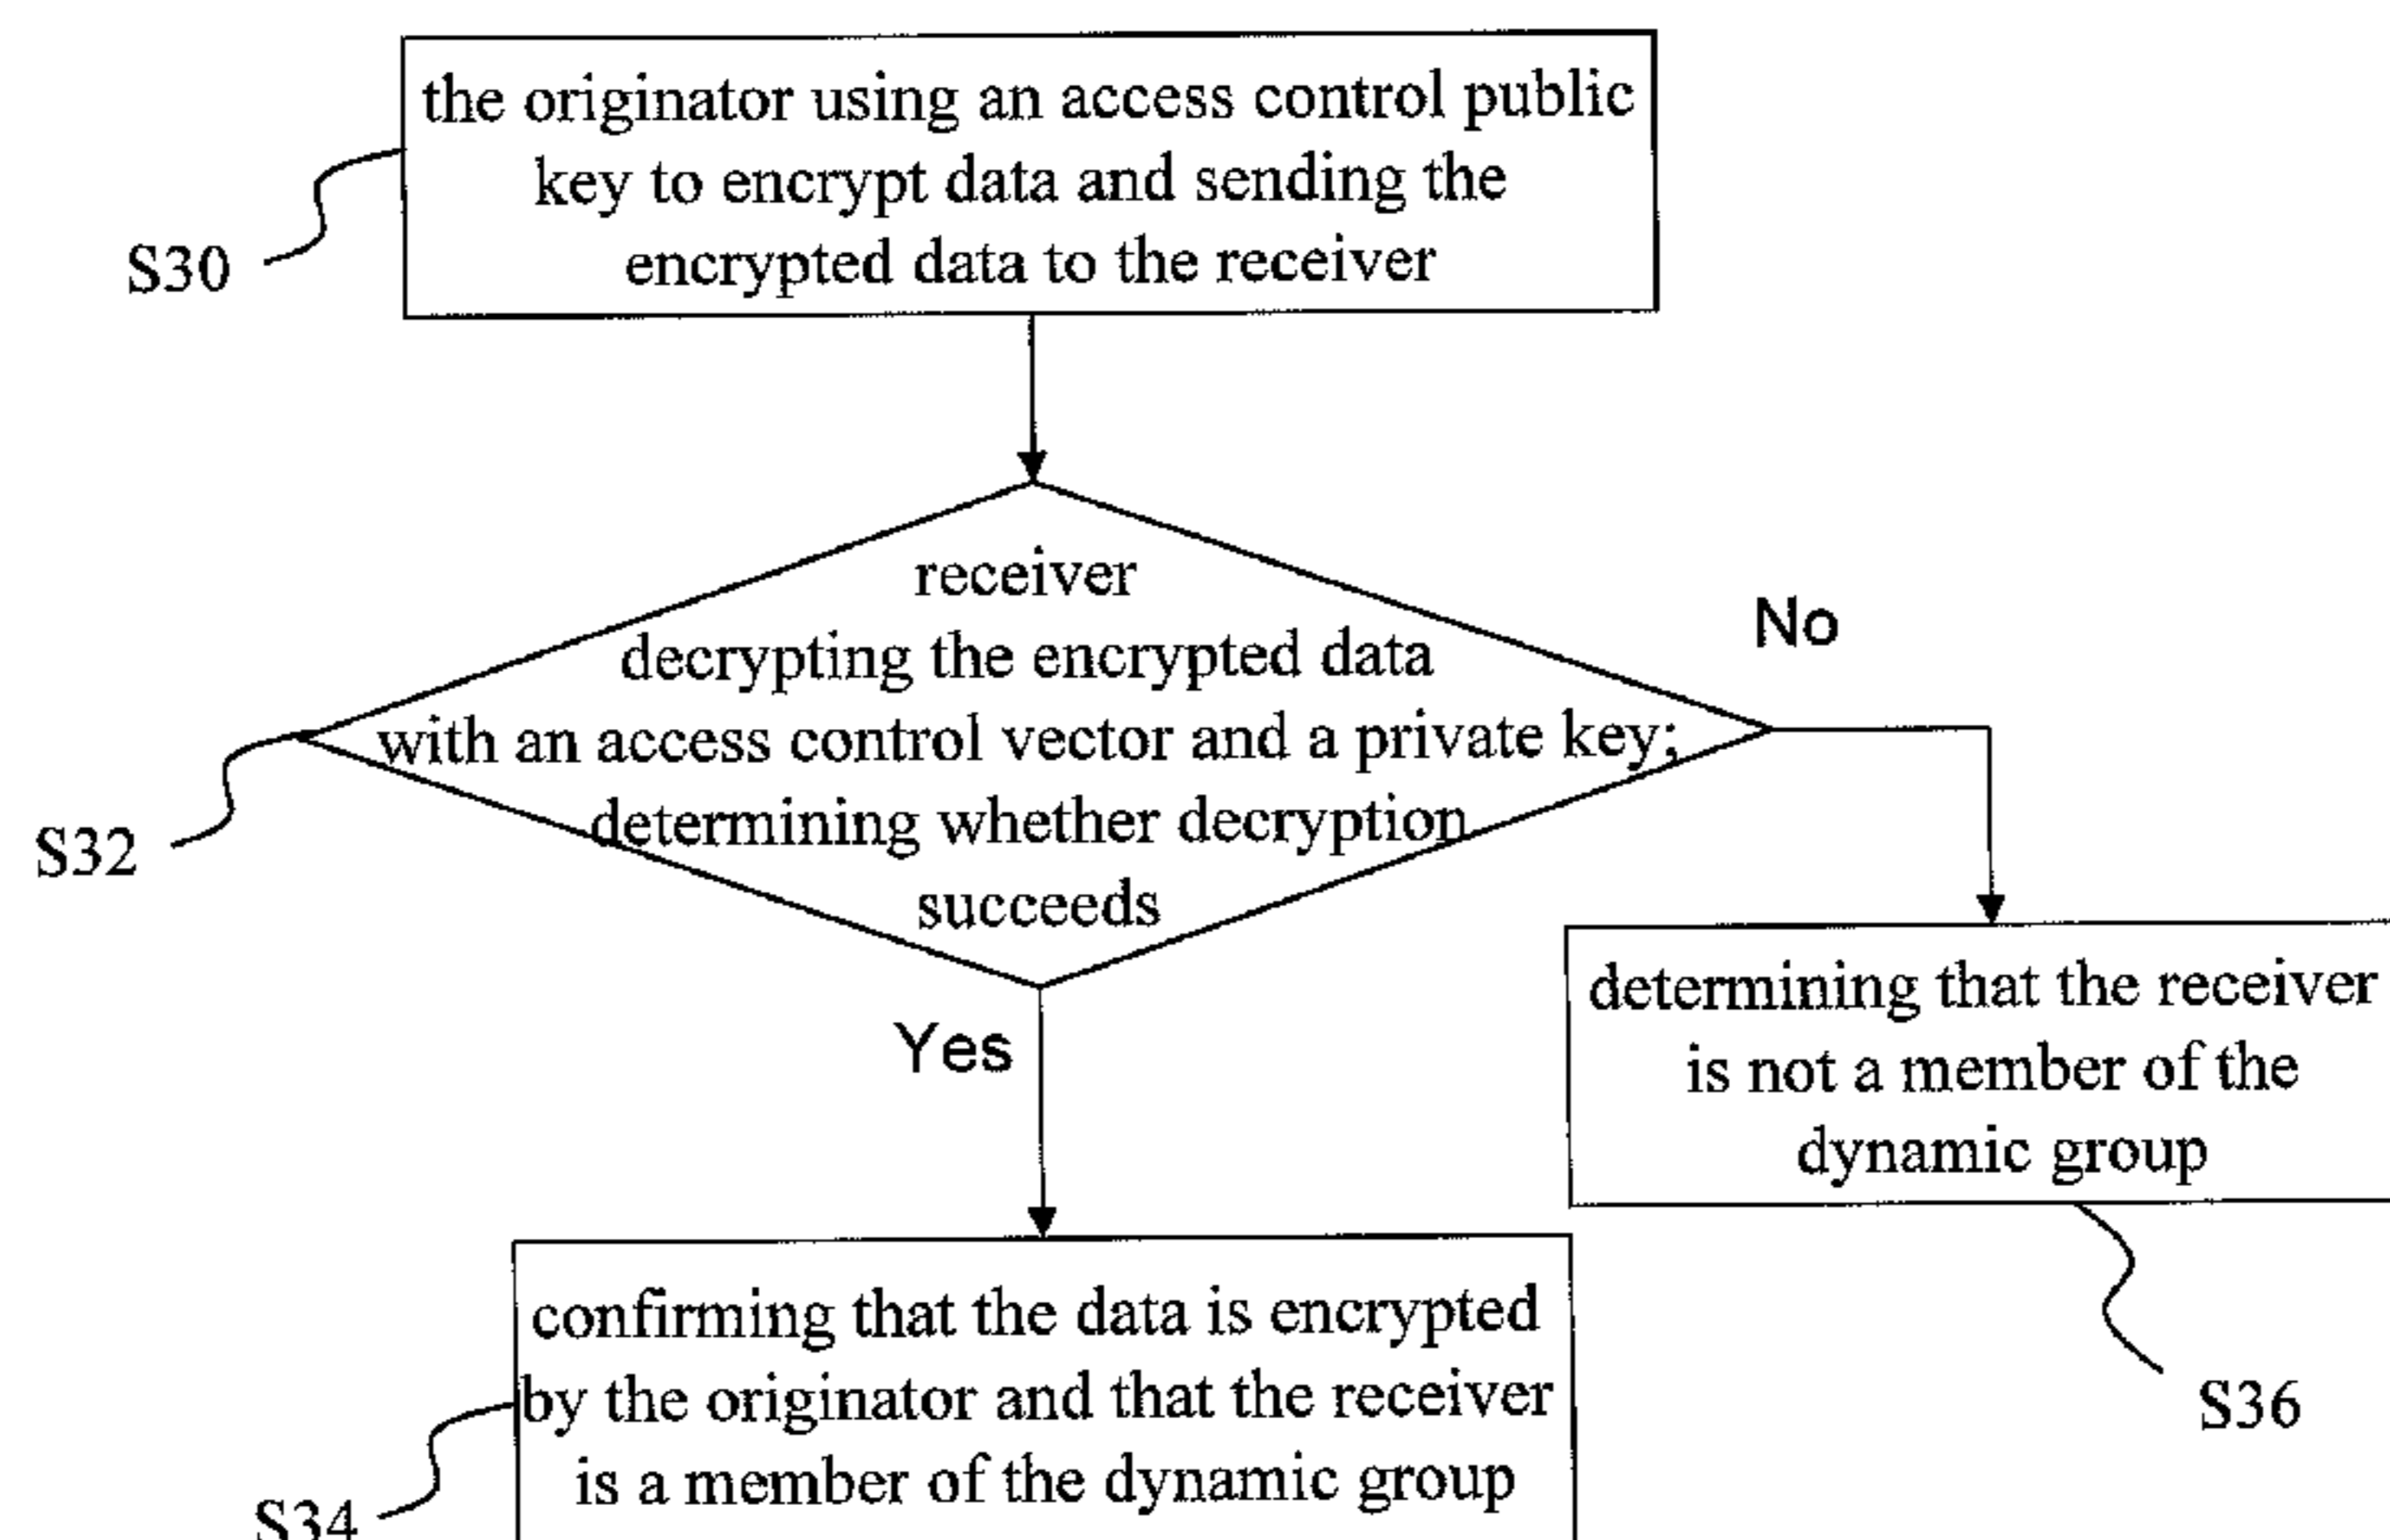 the originator using an access control public
key to encrypt data and sending the
encrypted data to the receiver
S30
receiver
decrypting the encrypted data
with an access control vector and a private key;
determining whether decryption
succeeds
No
S32
Yes
determining that the receiver
is not a member of the
dynamic group
S36
confirming that the data is encrypted
by the originator and that the receiver
is a member of the dynamic group
S34